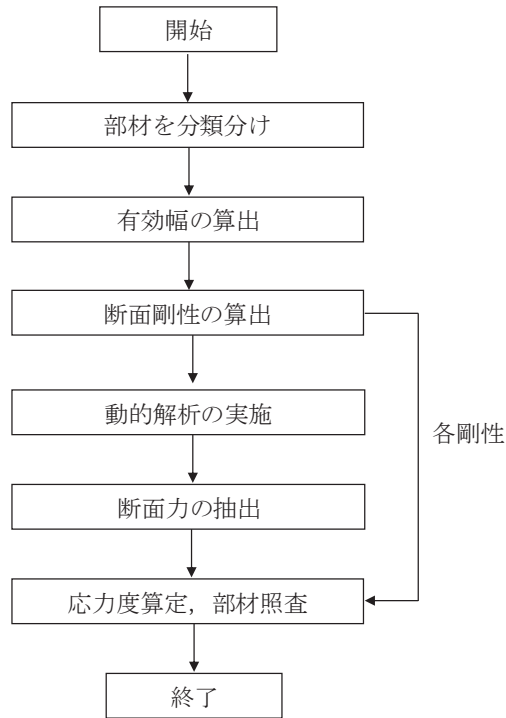 開始
部材を分類分け
有効幅の算出
断面剛性の算出
動的解析の実施
各剛性
断面力の抽出
応力度算定，部材照査
終了